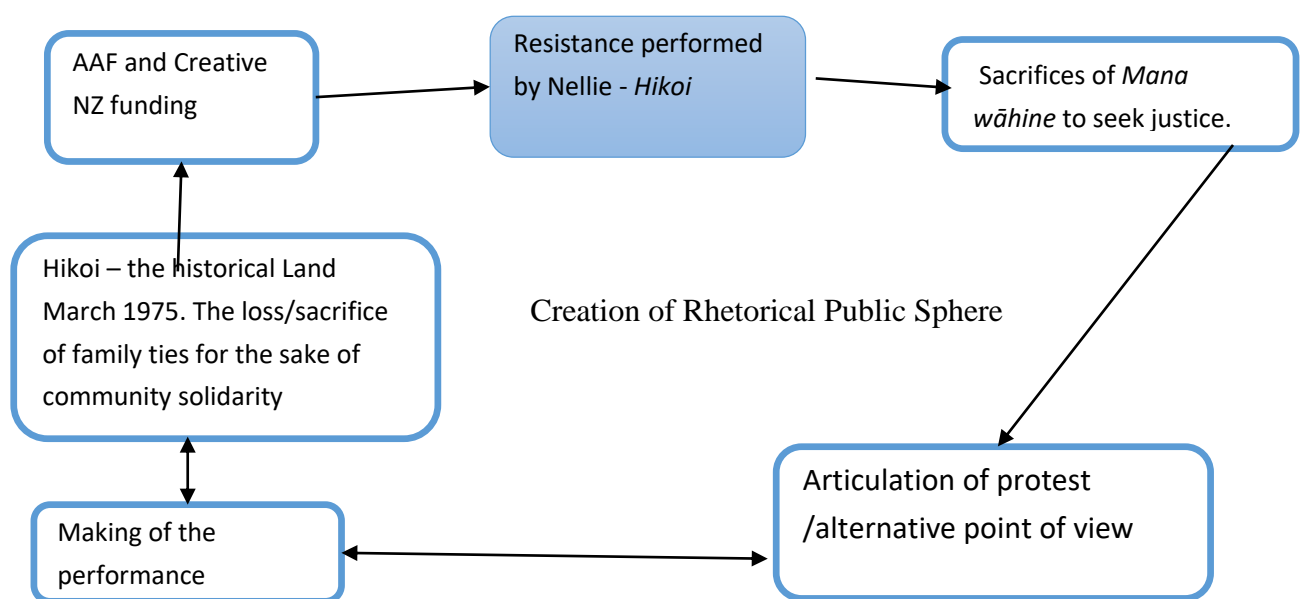 AAF and Creative
NZ funding
Resistance performed
by Nellie - Hikoi
Sacrifices of Mana
wāhine to seek justice.
Hikoi – the historical Land
March 1975. The loss/sacrifice
of family ties for the sake of
community solidarity
Creation of Rhetorical Public Sphere
Making of the
performance
Articulation of protest
/alternative point of view